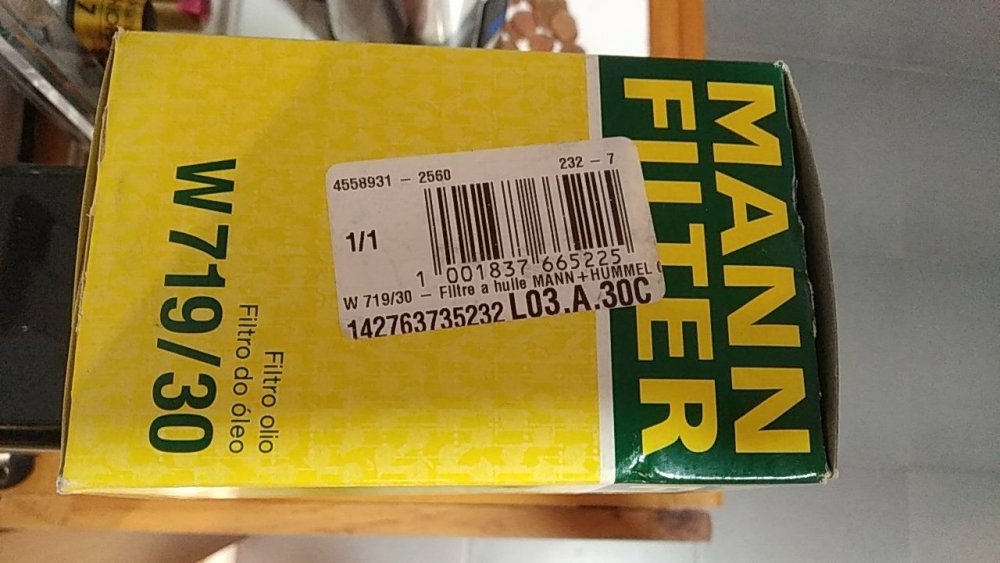 MANN
FILTER
4558931 - 2560
232 - 7
1/1
1 001837 665225
W 719/30 - Filtre a huile MANN+HUMMEL (
142763735232 L03.A.30C
Filtro olio
Filtro do óleo
W 719/30